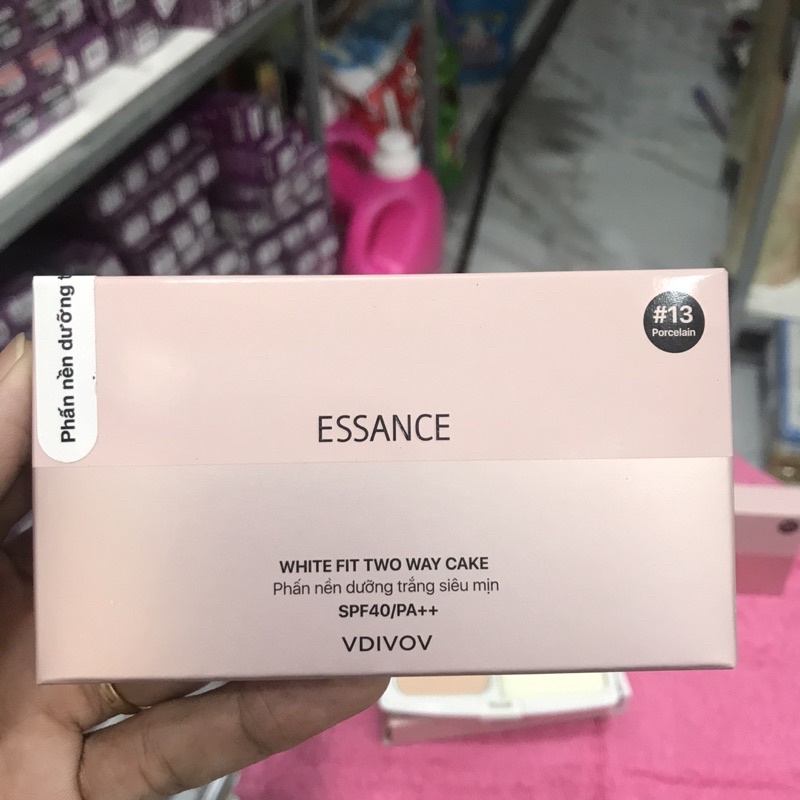 Phấn nền dưỡng
#13
Porcelain
ESSANCE
WHITE FIT TWO WAY CAKE
Phấn nền dưỡng trắng siêu mịn
SPF40/PA++
VDIVOV